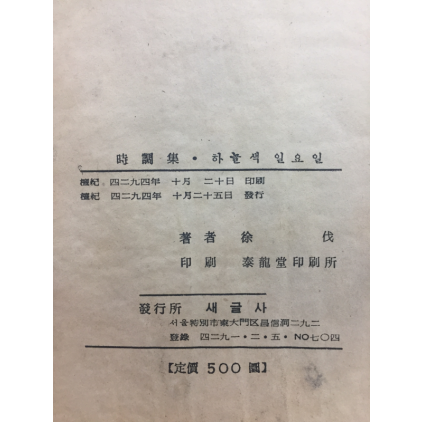 時調集・하늘색 일요일
檀紀 四二九四年 十月 二十日 印刷
檀紀 四二九四年 十月二十五日 發行
著者 徐 伐
印刷 泰龍堂印刷所
發行所 새글사
서울特別市東大門区昌信洞二九二
登錄 四二九一・二・五・NO七〇四
【定價 500 圜】